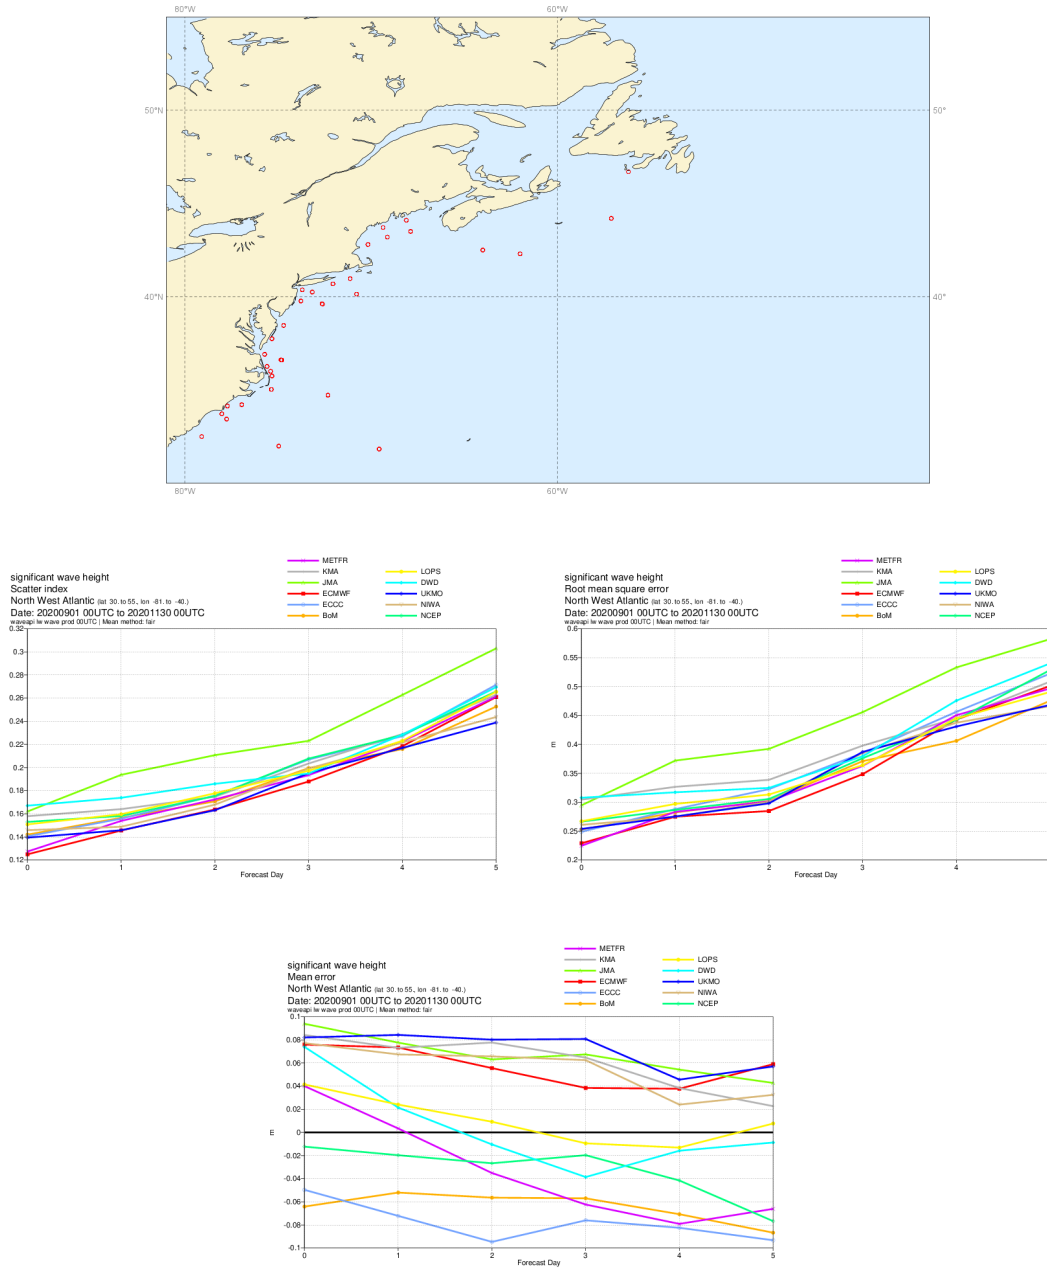 80°W 60°W
50°N 50°
40°N 40°
80°W 60°W
METFR
KMA LOPS
JMA DWD
ECMWF UKMO
ECCC NIWA
BoM NCEP
significant wave height
Scatter index
North West Atlantic (lat 30. to 55., lon -81. to -40.)
Date: 20200901 00UTC to 20201130 00UTC
waveapi lw wave prod 00UTC | Mean method: fair
0.32
0.3
0.28
0.26
0.24
0.22
0.2
0.18
0.16
0.14
0.12
0 1 2 3 4 5
Forecast Day
METFR
KMA LOPS
JMA DWD
ECMWF UKMO
ECCC NIWA
BoM NCEP
significant wave height
Root mean square error
North West Atlantic (lat 30. to 55., lon -81. to -40.)
Date: 20200901 00UTC to 20201130 00UTC
waveapi lw wave prod 00UTC | Mean method: fair
0.6
0.55
0.5
0.45
0.4
0.35
0.3
0.25
0.2
m
0 1 2 3 4
Forecast Day
METFR
KMA LOPS
JMA DWD
ECMWF UKMO
ECCC NIWA
BoM NCEP
significant wave height
Mean error
North West Atlantic (lat 30. to 55., lon -81. to -40.)
Date: 20200901 00UTC to 20201130 00UTC
waveapi lw wave prod 00UTC | Mean method: fair
0.1
0.08
0.06
0.04
0.02
0
-0.02
-0.04
-0.06
-0.08
-0.1
m
0 1 2 3 4 5
Forecast Day